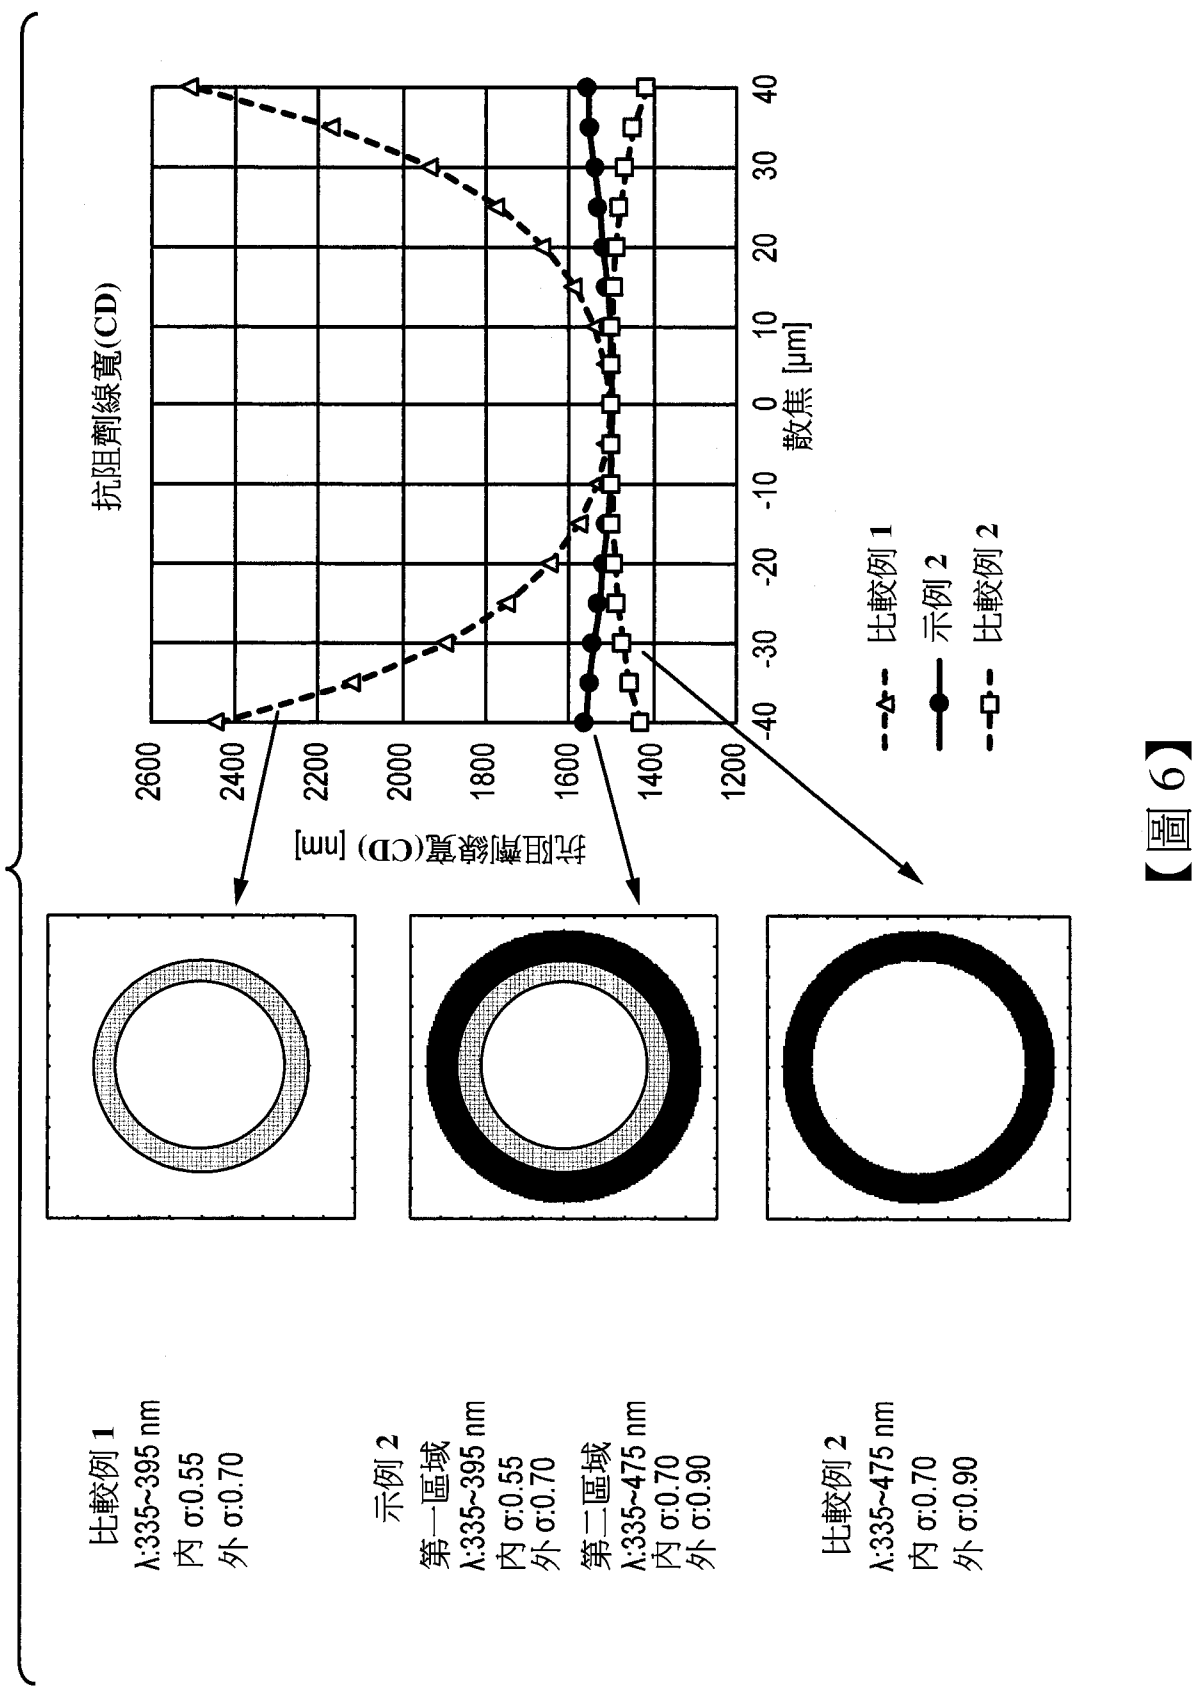 比較例 1
λ:335~395 nm
內 σ:0.55
外 σ:0.70
示例 2
第一區域
λ:335~395 nm
內 σ:0.55
外 σ:0.70
第二區域
λ:335~475 nm
內 σ:0.70
外 σ:0.90
比較例 2
λ:335~475 nm
內 σ:0.70
外 σ:0.90
抗阻劑線寬(CD)
抗阻劑線寬(CD) [nm]
2600
2400
2200
2000
1800
1600
1400
1200
-40 -30 -20 -10 0 10 20 30 40
散焦 [μm]
比較例 1
示例 2
比較例 2
【圖 6】